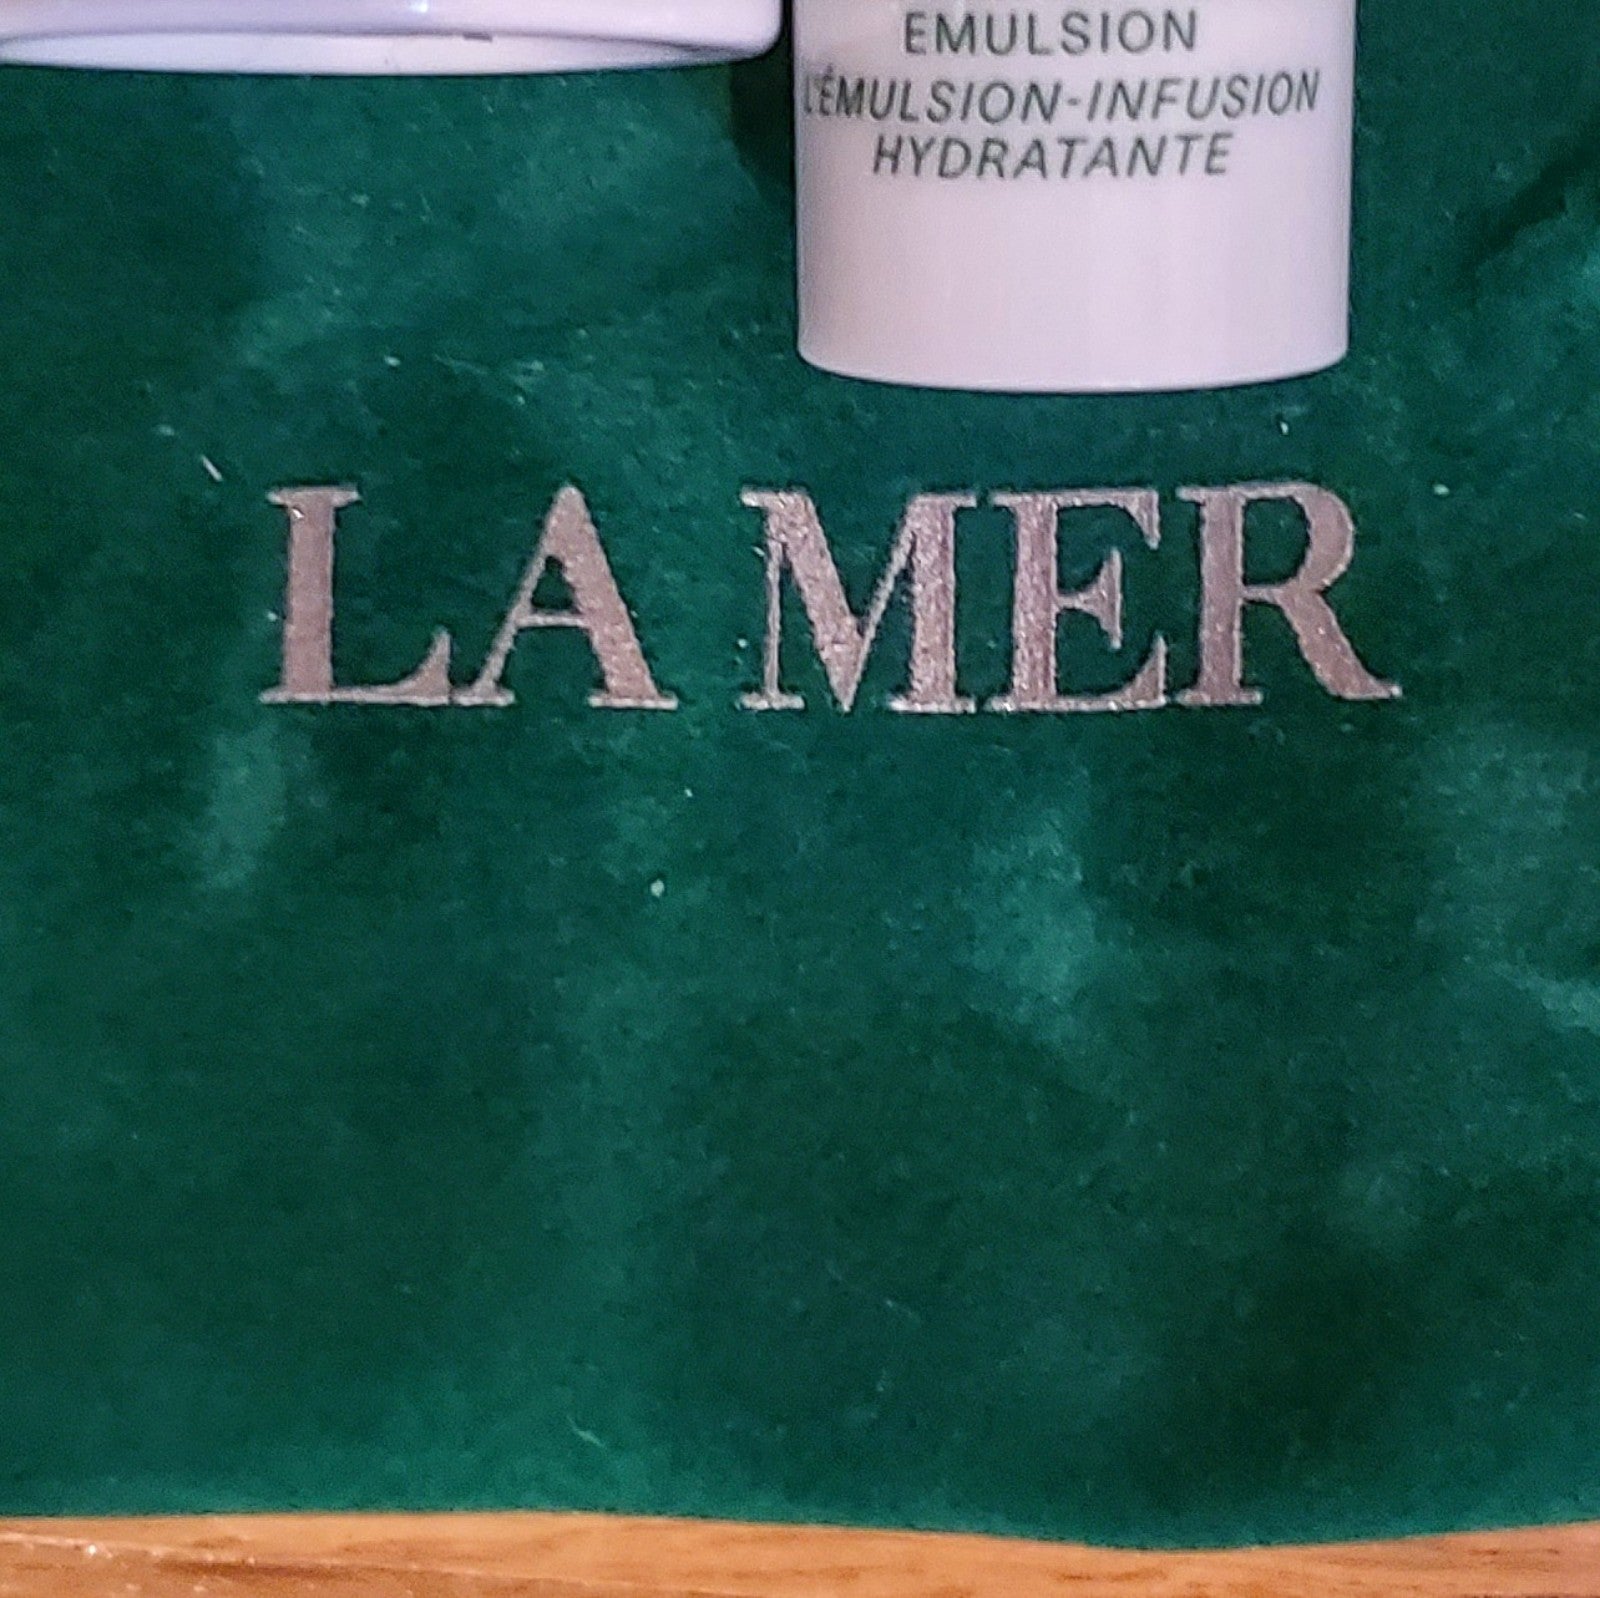 EMULSION
L'ÉMULSION-INFUSION
HYDRATANTE
LA MER